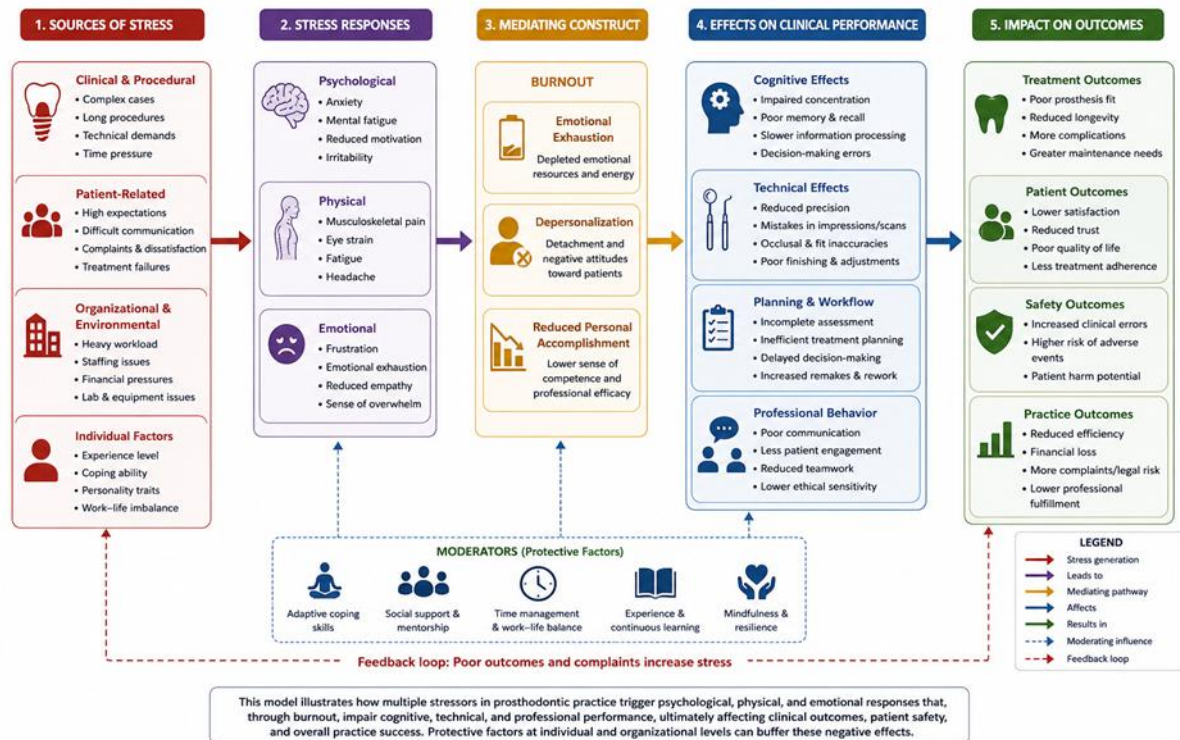 1. SOURCES OF STRESS
Clinical & Procedural
• Complex cases
• Long procedures
• Technical demands
• Time pressure
Patient-Related
• High expectations
• Difficult communication
• Complaints & dissatisfaction
• Treatment failures
Organizational &
Environmental
• Heavy workload
• Staffing issues
• Financial pressures
• Lab & equipment issues
Individual Factors
• Experience level
• Coping ability
• Personality traits
• Work–life imbalance
2. STRESS RESPONSES
Psychological
• Anxiety
• Mental fatigue
• Reduced motivation
• Irritability
Physical
• Musculoskeletal pain
• Eye strain
• Fatigue
• Headache
Emotional
• Frustration
• Emotional exhaustion
• Reduced empathy
• Sense of overwhelm
3. MEDIATING CONSTRUCT
BURNOUT
Emotional
Exhaustion
Depleted emotional
resources and energy
Depersonalization
Detachment and
negative attitudes
toward patients
Reduced Personal
Accomplishment
Lower sense of
competence and
professional efficacy
4. EFFECTS ON CLINICAL PERFORMANCE
Cognitive Effects
• Impaired concentration
• Poor memory & recall
• Slower information processing
• Decision-making errors
Technical Effects
• Reduced precision
• Mistakes in impressions/scans
• Occlusal & fit inaccuracies
• Poor finishing & adjustments
Planning & Workflow
• Incomplete assessment
• Inefficient treatment planning
• Delayed decision-making
• Increased remakes & rework
Professional Behavior
• Poor communication
• Less patient engagement
• Reduced teamwork
• Lower ethical sensitivity
5. IMPACT ON OUTCOMES
Treatment Outcomes
• Poor prosthesis fit
• Reduced longevity
• More complications
• Greater maintenance needs
Patient Outcomes
• Lower satisfaction
• Reduced trust
• Poor quality of life
• Less treatment adherence
Safety Outcomes
• Increased clinical errors
• Higher risk of adverse
events
• Patient harm potential
Practice Outcomes
• Reduced efficiency
• Financial loss
• More complaints/legal risk
• Lower professional
fulfillment
MODERATORS (Protective Factors)
Adaptive coping
skills
Social support &
mentorship
Time management
& work–life balance
Experience &
continuous learning
Mindfulness &
resilience
LEGEND
Stress generation
Leads to
Mediating pathway
Affects
Results in
Moderating influence
Feedback loop
Feedback loop: Poor outcomes and complaints increase stress
This model illustrates how multiple stressors in prosthodontic practice trigger psychological, physical, and emotional responses that,
through burnout, impair cognitive, technical, and professional performance, ultimately affecting clinical outcomes, patient safety,
and overall practice success. Protective factors at individual and organizational levels can buffer these negative effects.